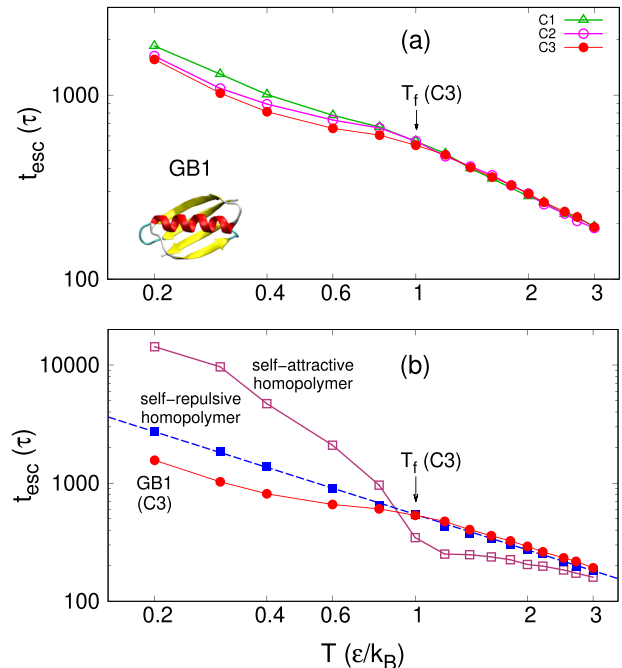 (a)
C1
C2
C3
1000
T_f (C3)
t_esc (τ)
GB1
100
0.2
0.4
0.6
1
2
3
(b)
10000
self-attractive
homopolymer
self-repulsive
homopolymer
T_f (C3)
t_esc (τ)
1000
GB1
(C3)
100
0.2
0.4
0.6
1
2
3
T (ε/k_B)